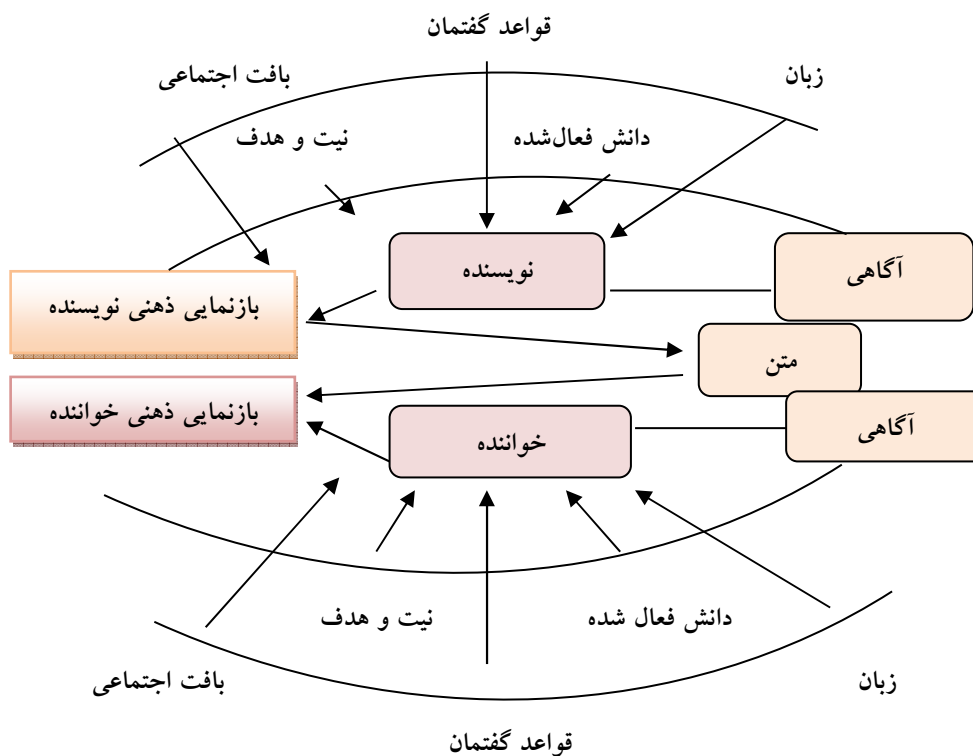 قواعد گفتمان
زبان
بافت اجتماعی
دانش فعال‌شده
نیت و هدف
نویسنده
آگاهی
بازنمایی ذهنی نویسنده
متن
بازنمایی ذهنی خواننده
آگاهی
خواننده
دانش فعال شده
نیت و هدف
زبان
بافت اجتماعی
قواعد گفتمان